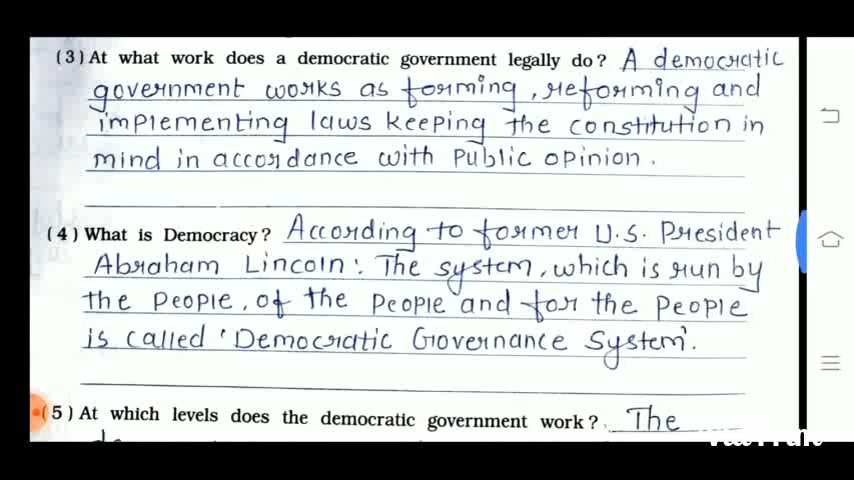 (3) At what work does a democratic government legally do? A democratic
government works as forming, reforming and
implementing laws keeping the constitution in
mind in accordance with public opinion.
(4) What is Democracy? According to former U.S. President
Abraham Lincoln: The system, which is run by
the people, of the people and for the people
is called 'Democratic Governance System'.
(5) At which levels does the democratic government work? The